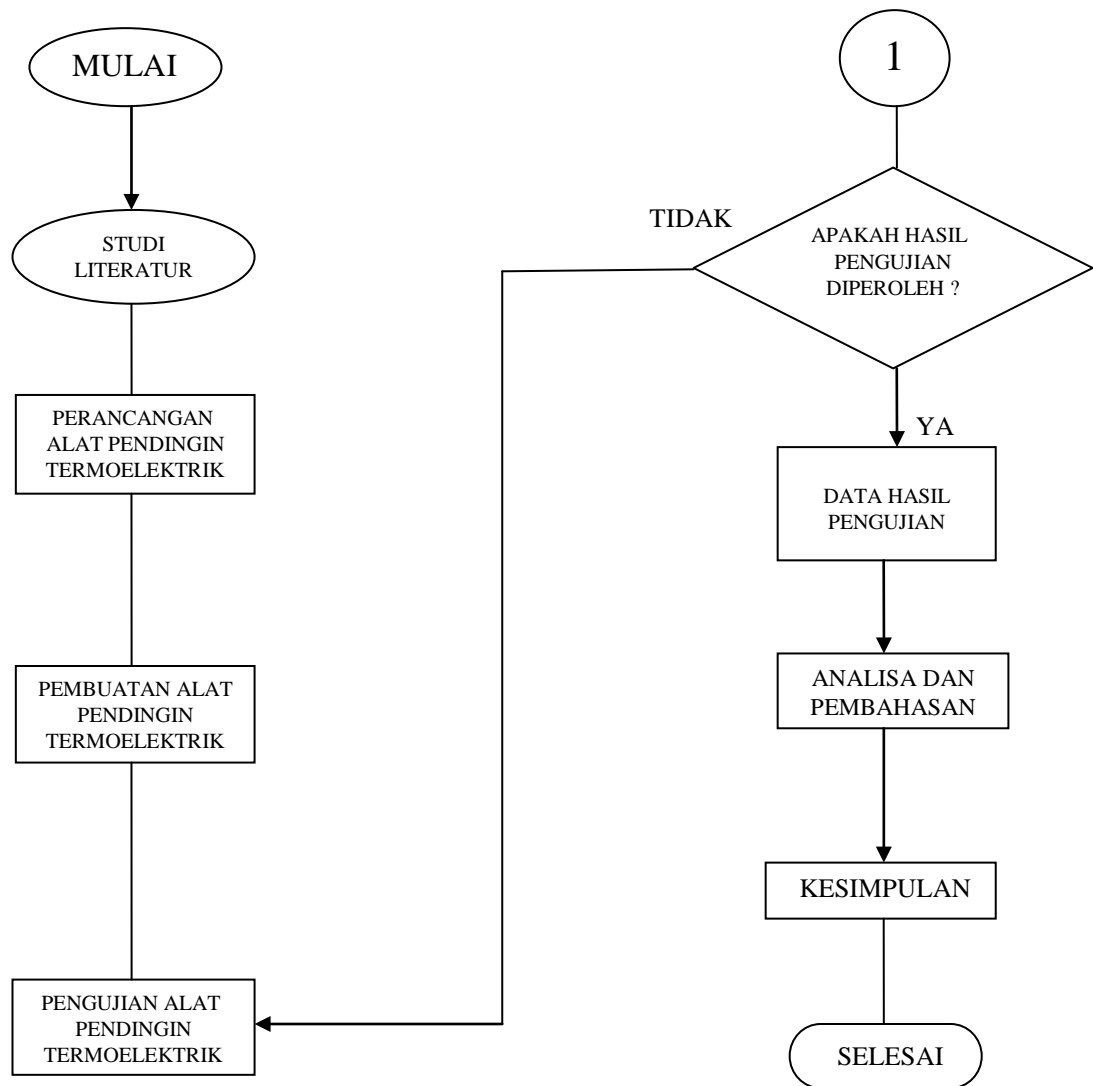 MULAI
STUDI
LITERATUR
PERANCANGAN
ALAT PENDINGIN
TERMOELEKTRIK
PEMBUATAN ALAT
PENDINGIN
TERMOELEKTRIK
PENGUJIAN ALAT
PENDINGIN
TERMOELEKTRIK
1
TIDAK
APAKAH HASIL
PENGUJIAN
DIPEROLEH ?
YA
DATA HASIL
PENGUJIAN
ANALISA DAN
PEMBAHASAN
KESIMPULAN
SELESAI